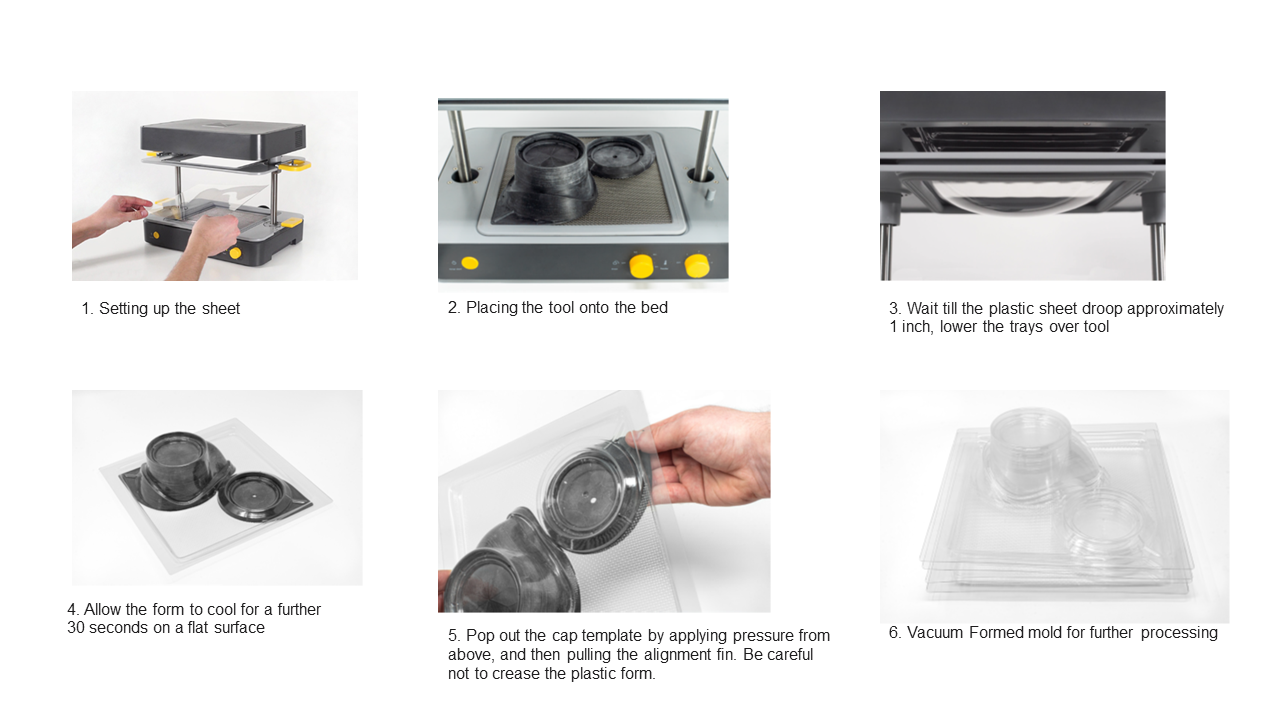 1. Setting up the sheet
2. Placing the tool onto the bed
3. Wait till the plastic sheet droop approximately
1 inch, lower the trays over tool
4. Allow the form to cool for a further
30 seconds on a flat surface
5. Pop out the cap template by applying pressure from
above, and then pulling the alignment fin. Be careful
not to crease the plastic form.
6. Vacuum Formed mold for further processing